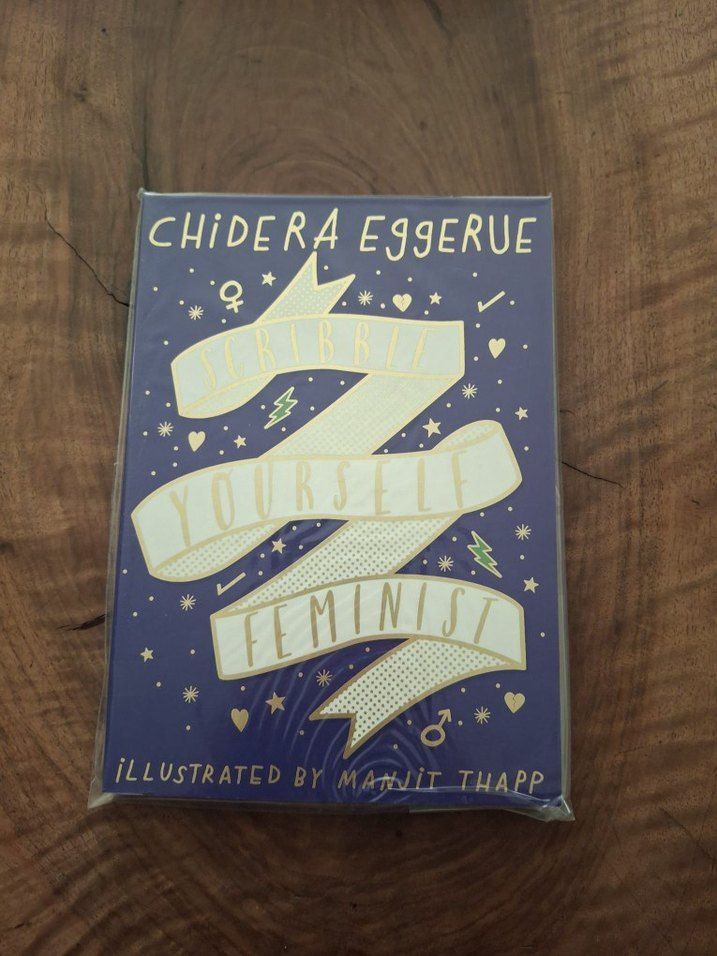 CHiDERA EggERUE
SCRIBBLE
YOURSELF
FEMINIST
iLLUSTRATED BY MANJiT THAPP